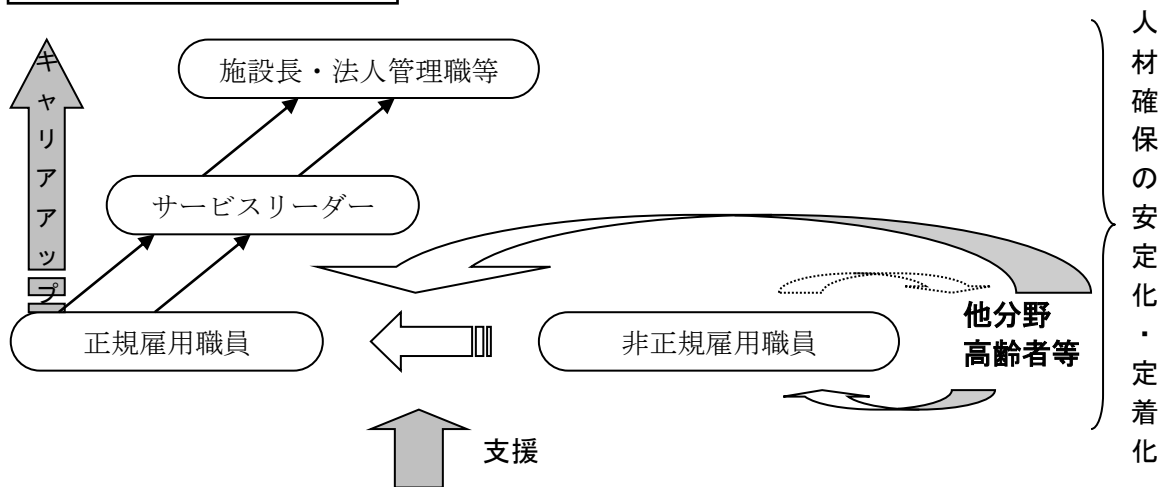 キャリアアップ
施設長・法人管理職等
サービスリーダー
正規雇用職員
非正規雇用職員
他分野
高齢者等
支援
人材確保の安定化・定着化